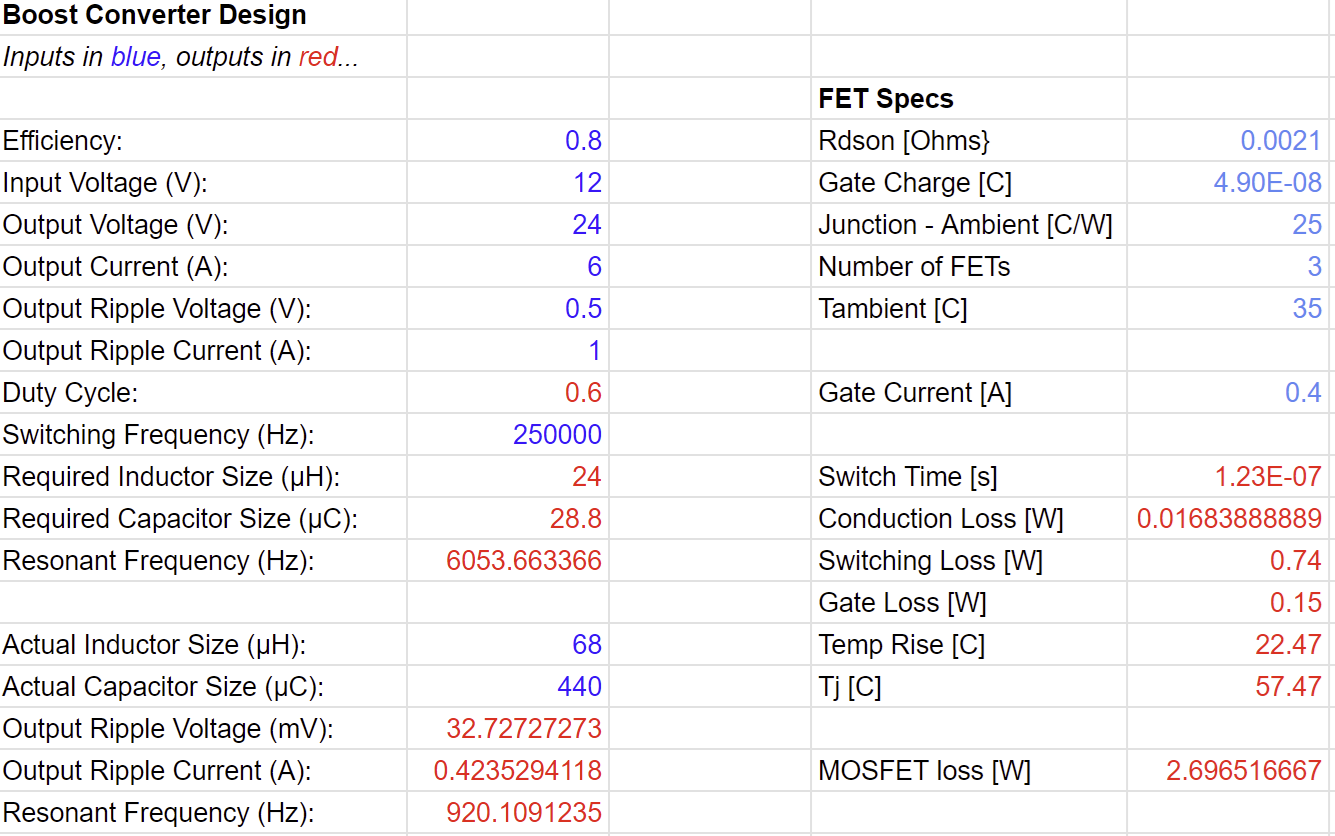 Boost Converter Design
Inputs in blue, outputs in red...
FET Specs
Efficiency: 0.8 Rdson [Ohms} 0.0021
Input Voltage (V): 12 Gate Charge [C] 4.90E-08
Output Voltage (V): 24 Junction - Ambient [C/W] 25
Output Current (A): 6 Number of FETs 3
Output Ripple Voltage (V): 0.5 Tambient [C] 35
Output Ripple Current (A): 1
Duty Cycle: 0.6 Gate Current [A] 0.4
Switching Frequency (Hz): 250000
Required Inductor Size (µH): 24 Switch Time [s] 1.23E-07
Required Capacitor Size (µC): 28.8 Conduction Loss [W] 0.01683888889
Resonant Frequency (Hz): 6053.663366 Switching Loss [W] 0.74
Gate Loss [W] 0.15
Actual Inductor Size (µH): 68 Temp Rise [C] 22.47
Actual Capacitor Size (µC): 440 Tj [C] 57.47
Output Ripple Voltage (mV): 32.72727273
Output Ripple Current (A): 0.4235294118 MOSFET loss [W] 2.696516667
Resonant Frequency (Hz): 920.1091235